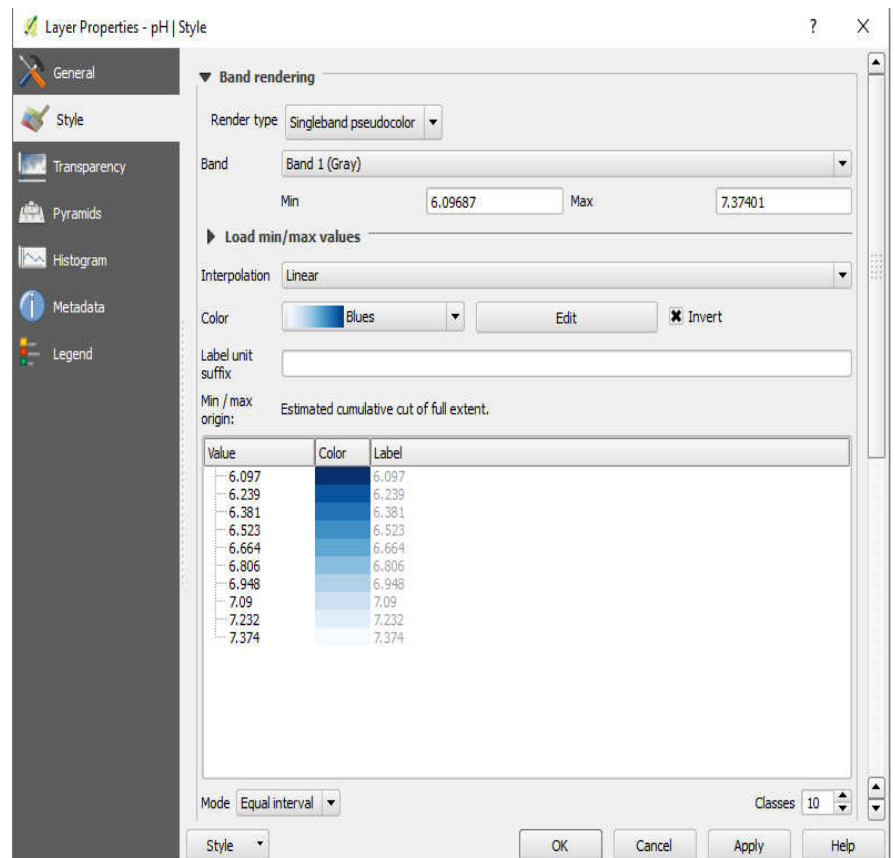 Layer Properties - pH | Style
? X
General
Style
Transparency
Pyramids
Histogram
Metadata
Legend
Band rendering
Render type Singleband pseudocolor
Band Band 1 (Gray)
Min 6.09687 Max 7.37401
Load min/max values
Interpolation Linear
Color Blues Edit Invert
Label unit
suffix
Min / max
origin: Estimated cumulative cut of full extent.
Value Color Label
6.097 6.097
6.239 6.239
6.381 6.381
6.523 6.523
6.664 6.664
6.806 6.806
6.948 6.948
7.09 7.09
7.232 7.232
7.374 7.374
Mode Equal interval Classes 10
Style OK Cancel Apply Help